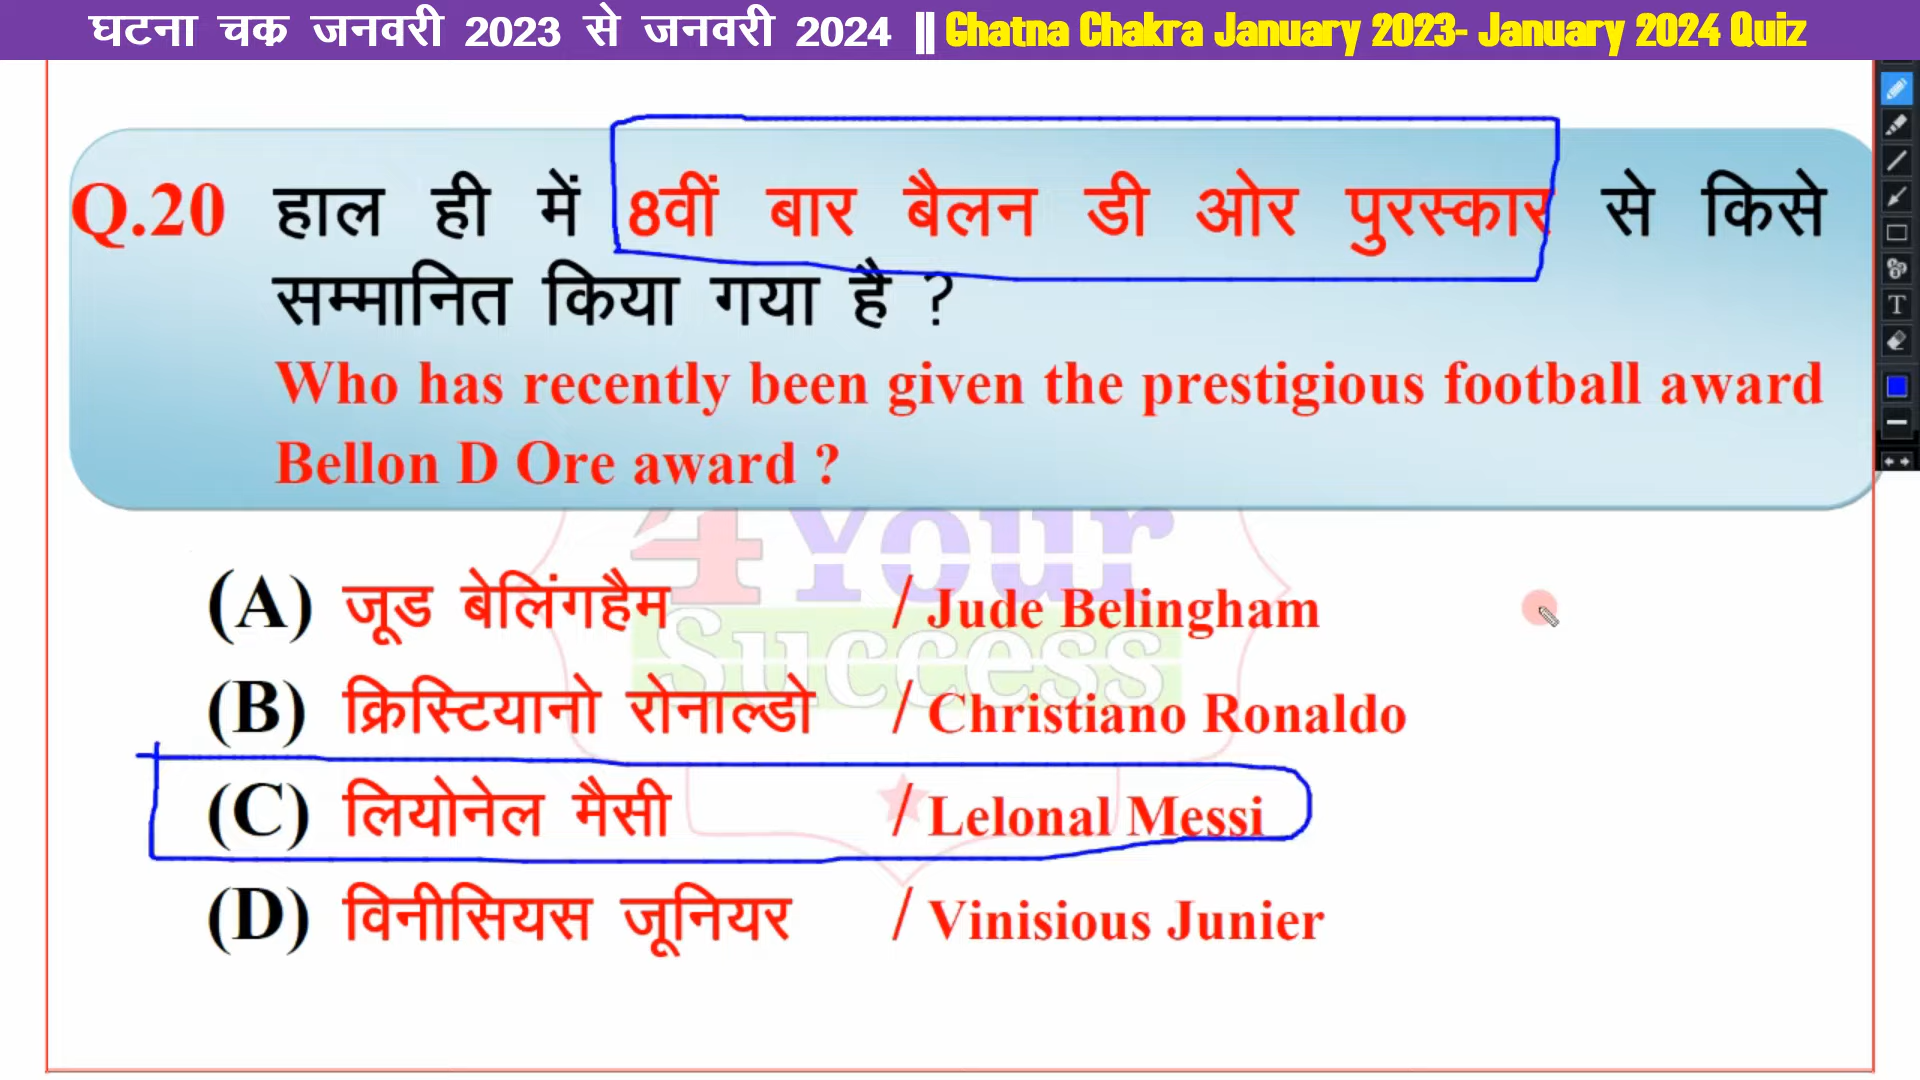 घटना चक्र जनवरी 2023 से जनवरी 2024 || Ghatna Chakra January 2023- January 2024 Quiz
Q.20 हाल ही में 8वीं बार बैलन डी ओर पुरस्कार से किसे
सम्मानित किया गया है ?
Who has recently been given the prestigious football award
Bellon D Ore award ?
4Your
Success
(A) जूड बेलिंगहैम / Jude Belingham
(B) क्रिस्टियानो रोनाल्डो / Christiano Ronaldo
(C) लियोनेल मैसी / Lelonal Messi
(D) विनीसियस जूनियर / Vinisious Junier